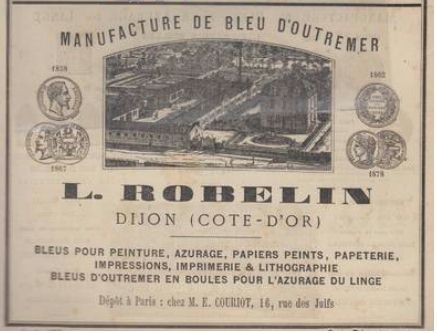 MANUFACTURE DE BLEU D'OUTREMER
1858
1862
1867
1878
L. ROBELIN
DIJON (COTE-D'OR)
BLEUS POUR PEINTURE, AZURAGE, PAPIERS PEINTS, PAPETERIE,
IMPRESSIONS, IMPRIMERIE & LITHOGRAPHIE
BLEUS D'OUTREMER EN BOULES POUR L'AZURAGE DU LINGE
Dépôt à Paris : chez M. E. COURIOT, 16, rue des Juifs